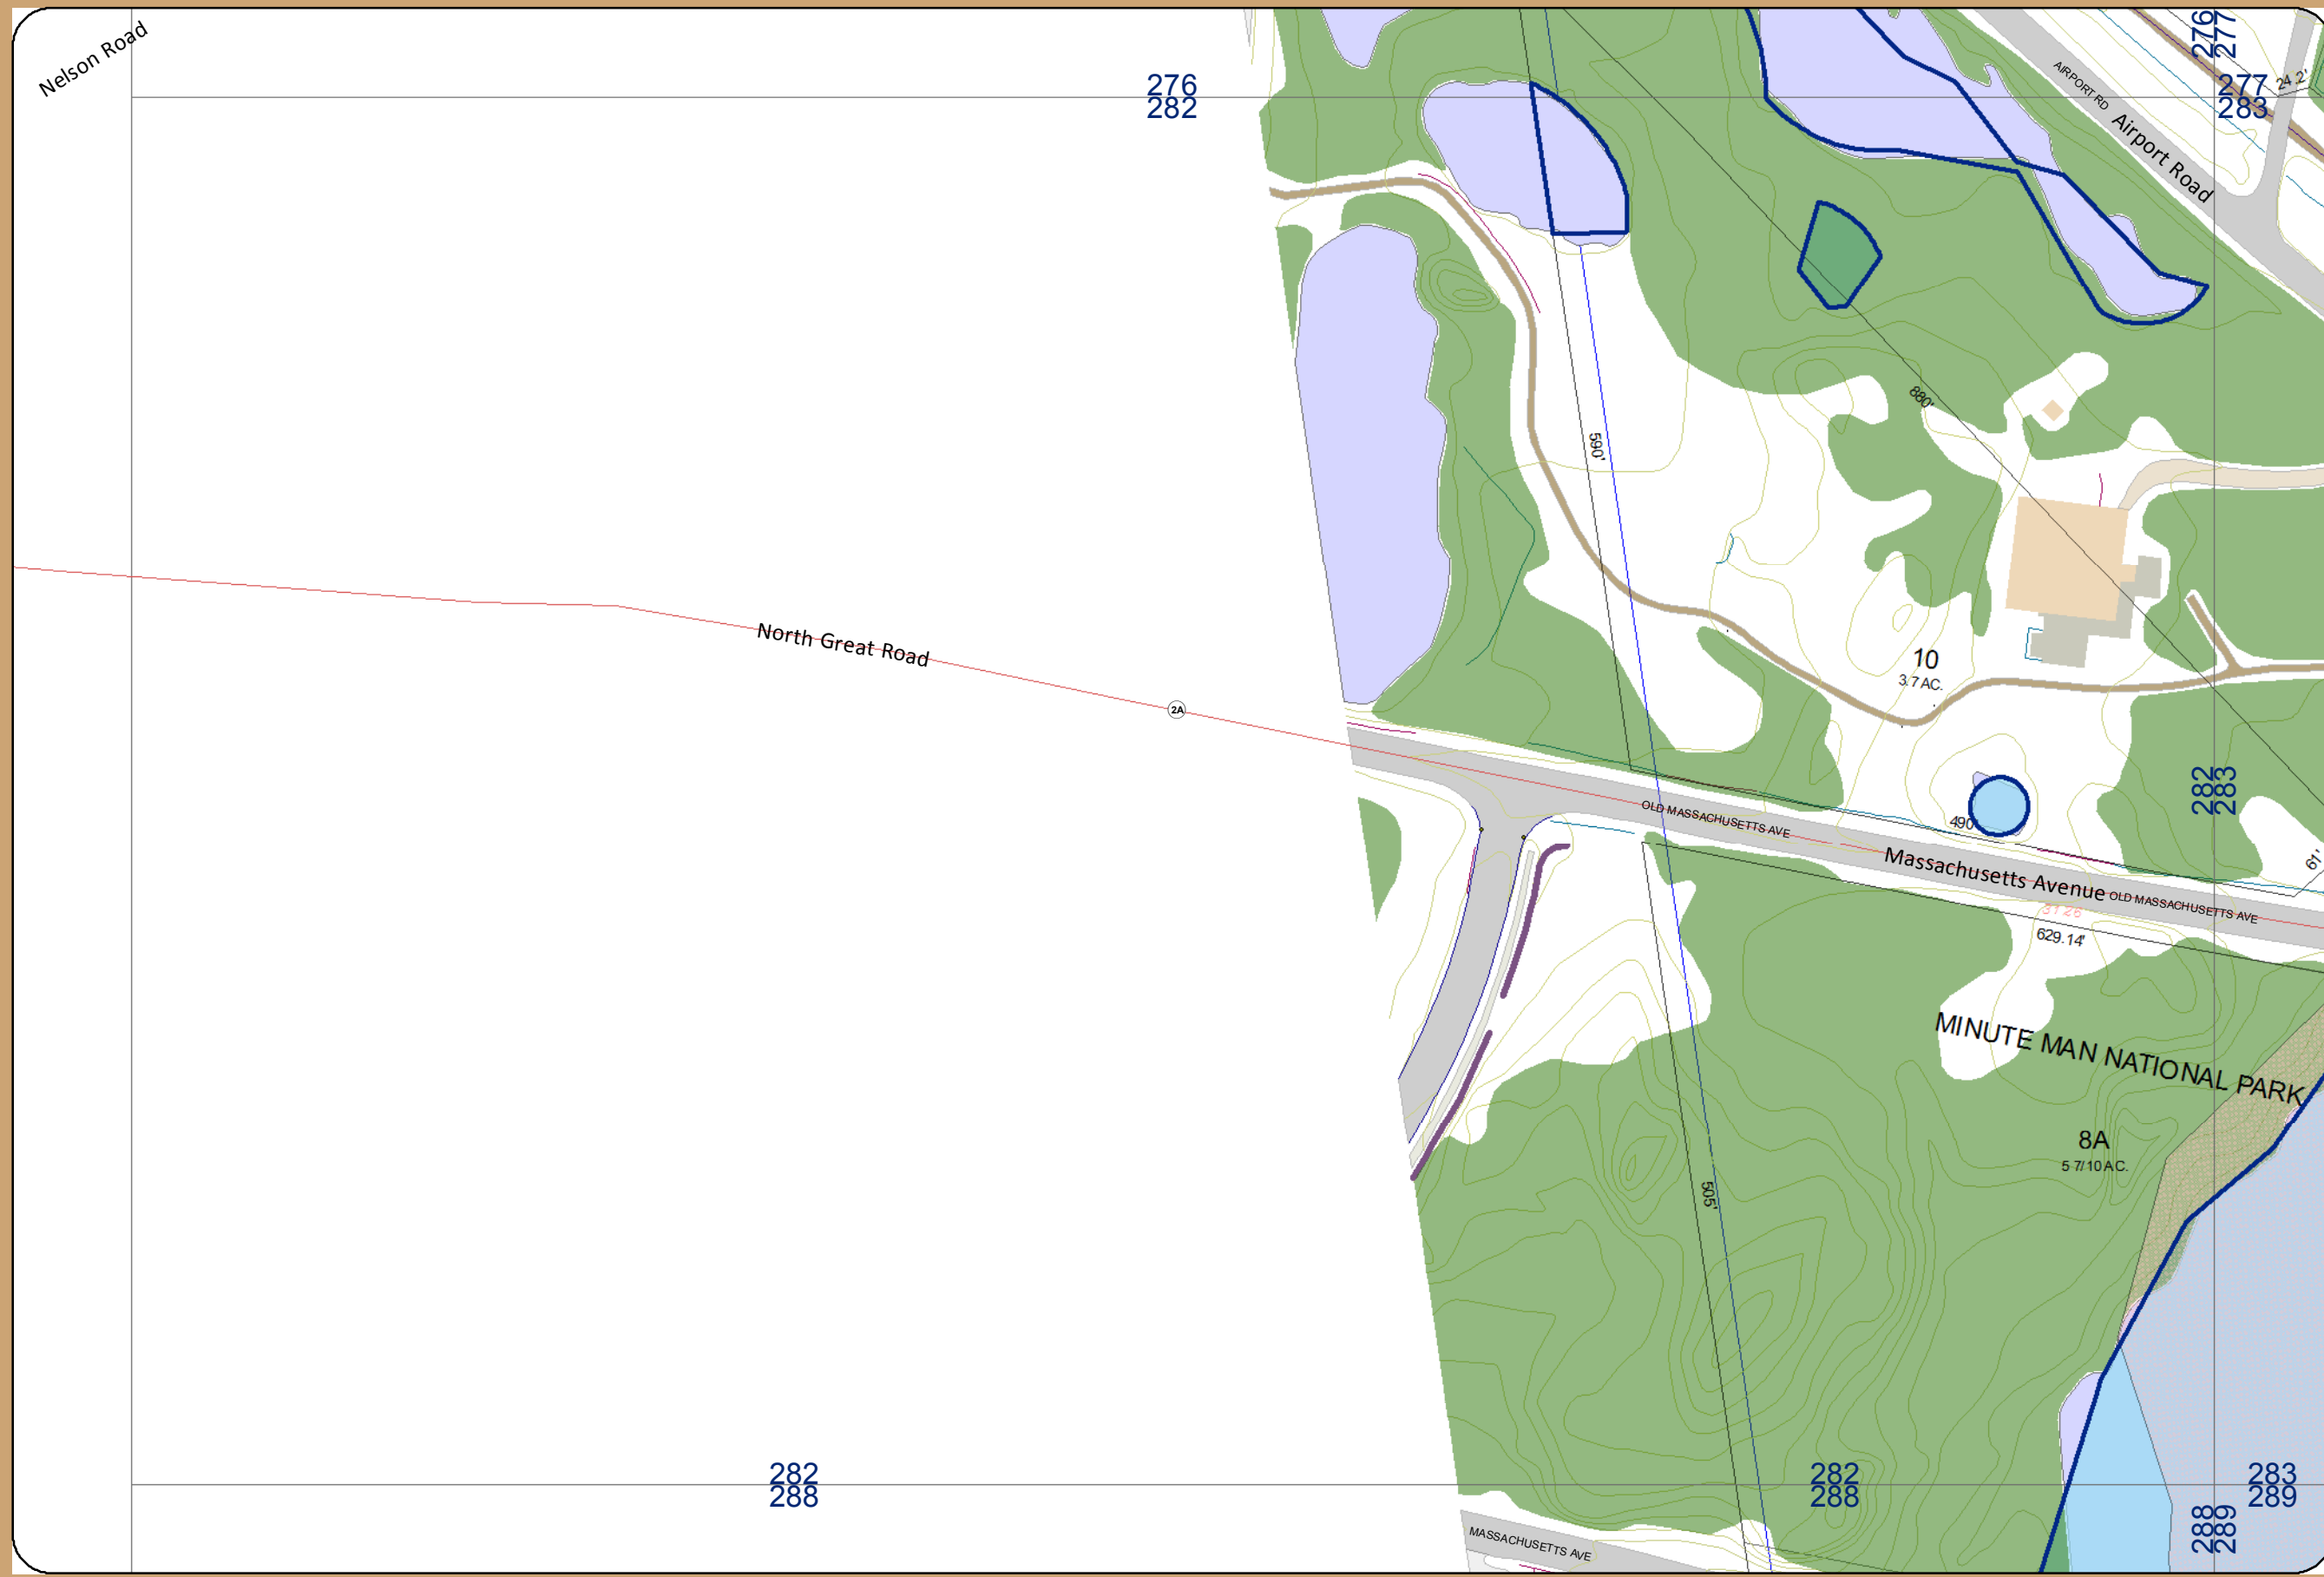 Nelson Road
276
277
AIRPORT RD
Airport Road
276
282
277
283
24.2'
880'
590'
North Great Road
2A
10
3.7 AC.
282
283
490'
OLD MASSACHUSETTS AVE
Massachusetts Avenue
OLD MASSACHUSETTS AVE
61'
31 26
629.14'
MINUTE MAN NATIONAL PARK
8A
5 7/10 AC.
505'
282
288
282
288
283
289
288
289
MASSACHUSETTS AVE